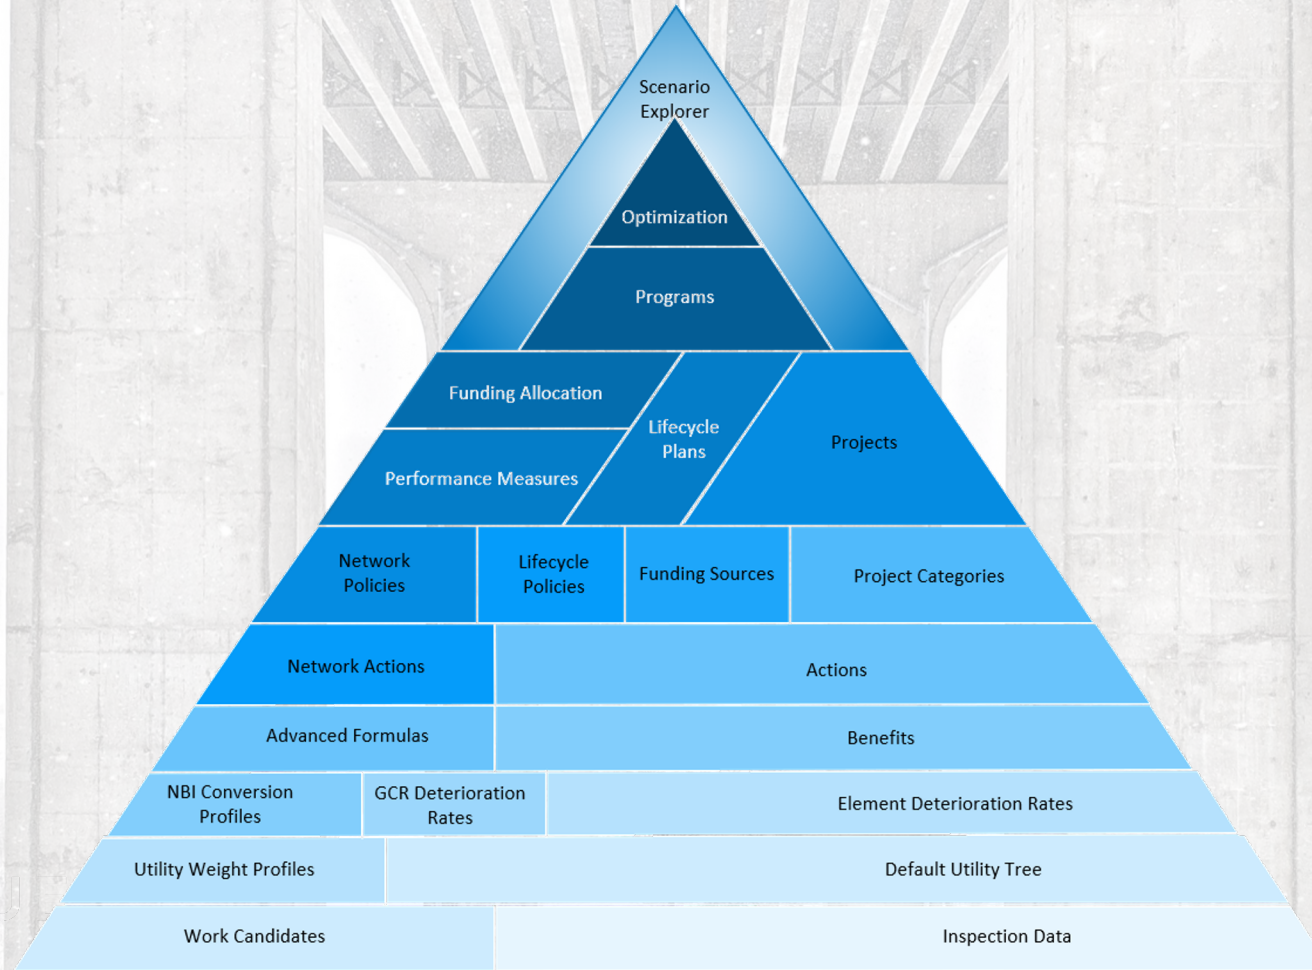 Scenario
Explorer
Optimization
Programs
Funding Allocation
Performance Measures
Lifecycle
Plans
Projects
Network
Policies
Lifecycle
Policies
Funding Sources
Project Categories
Network Actions
Actions
Advanced Formulas
Benefits
NBI Conversion
Profiles
GCR Deterioration
Rates
Element Deterioration Rates
Utility Weight Profiles
Default Utility Tree
Work Candidates
Inspection Data